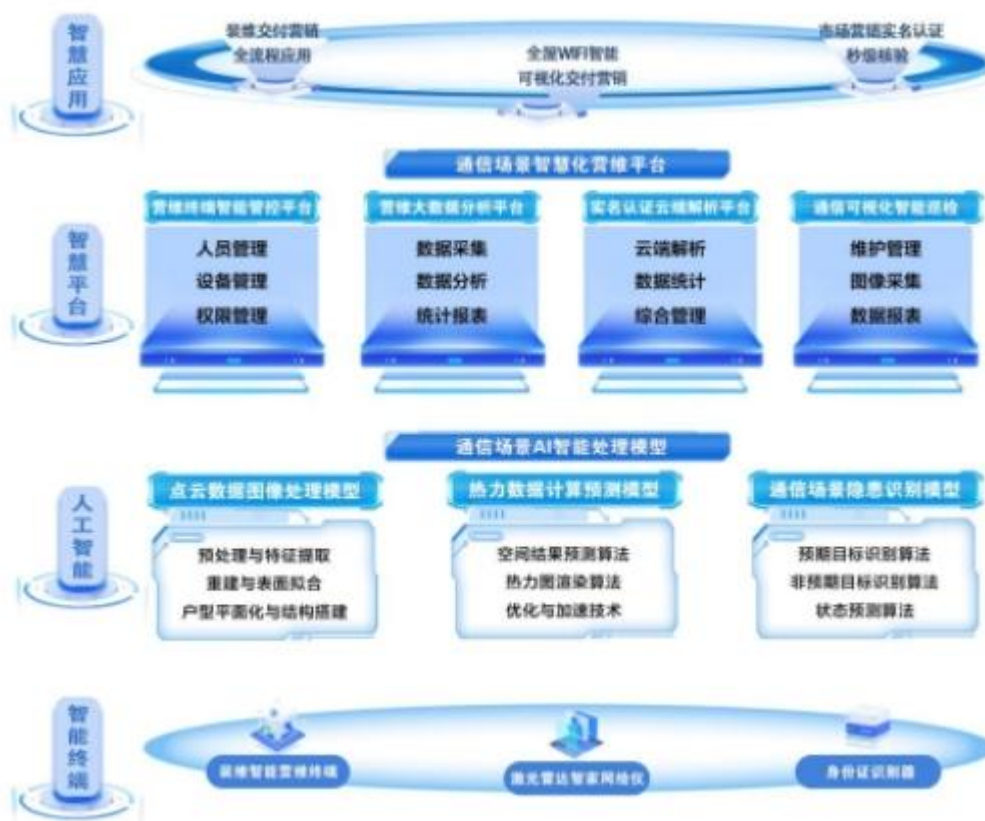 智慧应用
装维交付营销
全流程应用
全屋WIFI智能
可视化交付营销
市场营销实名认证
秒级核验
通信场景智慧化营维平台
智慧平台
营维终端智能管控平台
人员管理
设备管理
权限管理
营维大数据分析平台
数据采集
数据分析
统计报表
实名认证云端解析平台
云端解析
数据统计
综合管理
通信可视化智能巡检
维护管理
图像采集
数据报表
通信场景AI智能处理模型
人工智能
点云数据图像处理模型
预处理与特征提取
重建与表面拟合
户型平面化与结构搭建
热力数据计算预测模型
空间结果预测算法
热力图渲染算法
优化与加速技术
通信场景隐患识别模型
预期目标识别算法
非预期目标识别算法
状态预测算法
智能终端
装维智能营维终端
激光雷达智家网绘仪
身份证识别器